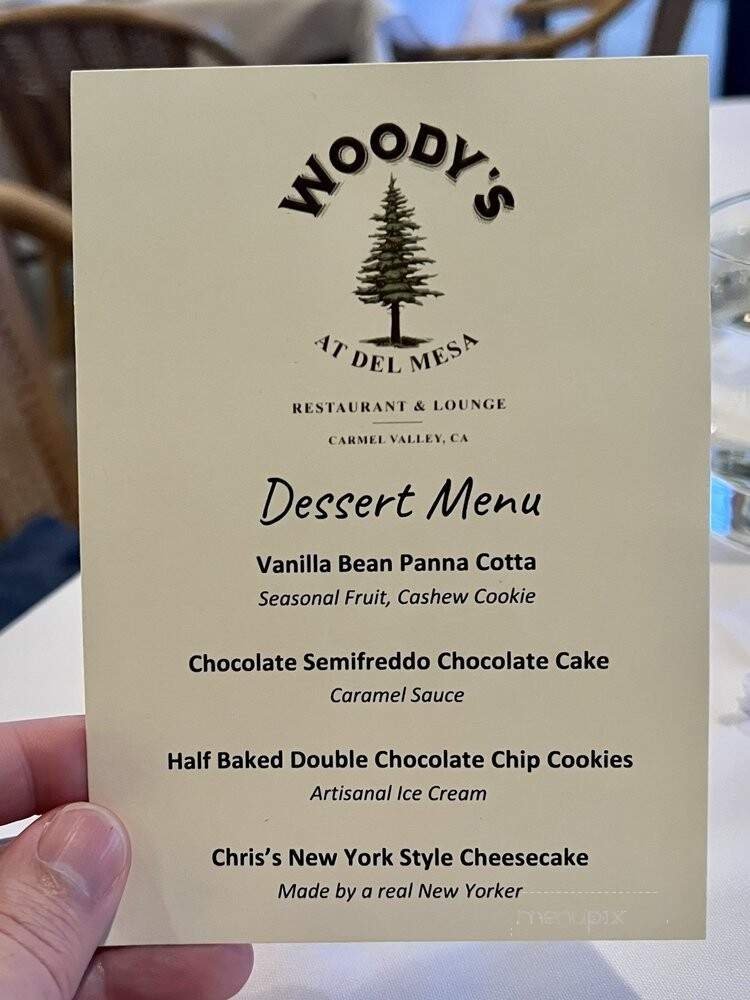 WOODY'S
AT DEL MESA
RESTAURANT & LOUNGE
CARMEL VALLEY, CA
Dessert Menu
Vanilla Bean Panna Cotta
Seasonal Fruit, Cashew Cookie
Chocolate Semifreddo Chocolate Cake
Caramel Sauce
Half Baked Double Chocolate Chip Cookies
Artisanal Ice Cream
Chris’s New York Style Cheesecake
Made by a real New Yorker
menupix